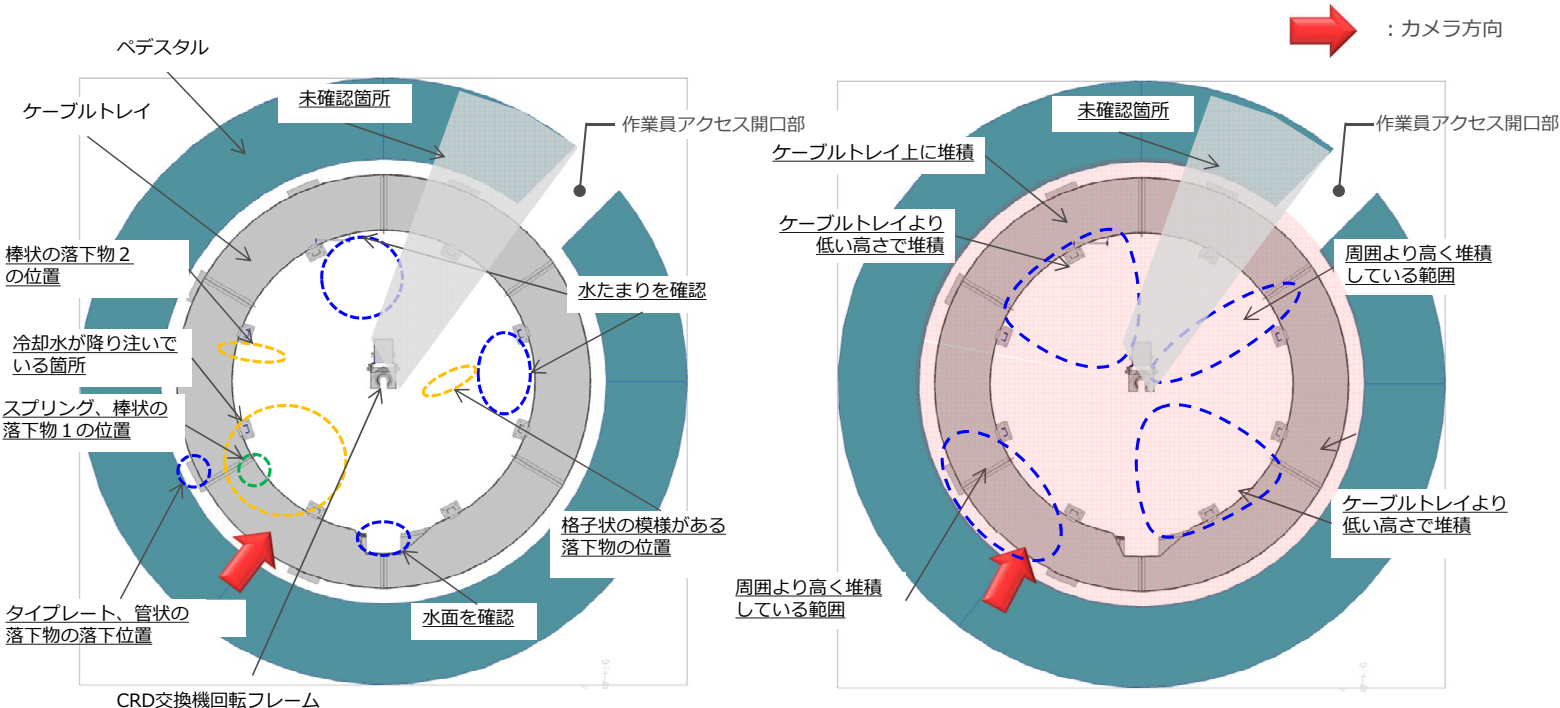 ：カメラ方向
ペデスタル
ケーブルトレイ
未確認箇所
作業員アクセス開口部
棒状の落下物２
の位置
水たまりを確認
冷却水が降り注いで
いる箇所
スプリング、棒状の
落下物１の位置
格子状の模様がある
落下物の位置
タイプレート、管状の
落下物の落下位置
水面を確認
CRD交換機回転フレーム
未確認箇所
作業員アクセス開口部
ケーブルトレイ上に堆積
ケーブルトレイより
低い高さで堆積
周囲より高く堆積
している範囲
ケーブルトレイより
低い高さで堆積
周囲より高く堆積
している範囲